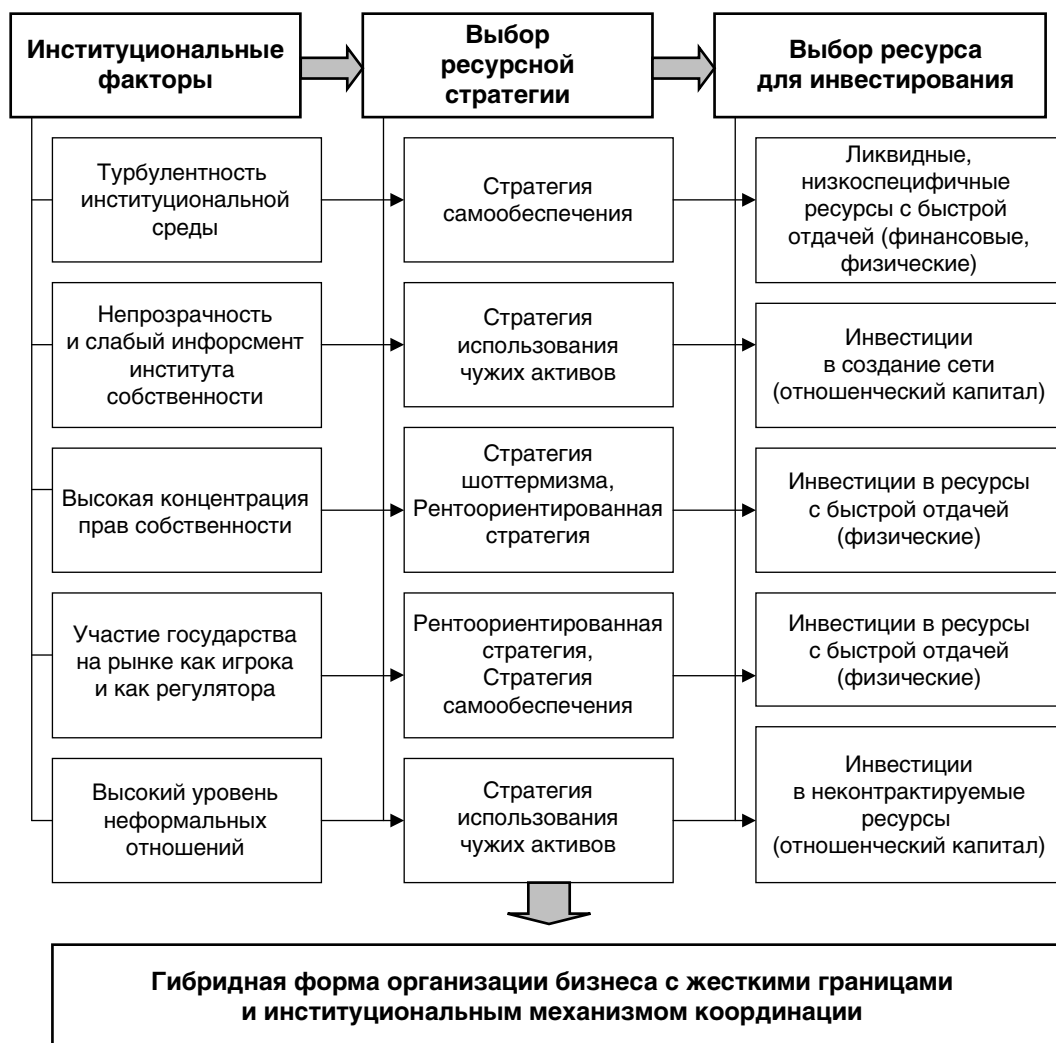 Институциональные
факторы
Выбор
ресурсной
стратегии
Выбор ресурса
для инвестирования
Турбулентность
институциональной
среды
Стратегия
самообеспечения
Ликвидные,
низкоспецифичные
ресурсы с быстрой
отдачей (финансовые,
физические)
Непрозрачность
и слабый инфорсмент
института
собственности
Стратегия
использования
чужих активов
Инвестиции
в создание сети
(отношенческий капитал)
Высокая концентрация
прав собственности
Стратегия
шоттермизма,
Рентоориентированная
стратегия
Инвестиции в ресурсы
с быстрой отдачей
(физические)
Участие государства
на рынке как игрока
и как регулятора
Рентоориентированная
стратегия,
Стратегия
самообеспечения
Инвестиции в ресурсы
с быстрой отдачей
(физические)
Высокий уровень
неформальных
отношений
Стратегия
использования
чужих активов
Инвестиции
в неконтрактируемые
ресурсы
(отношенческий капитал)
Гибридная форма организации бизнеса с жесткими границами
и институциональным механизмом координации